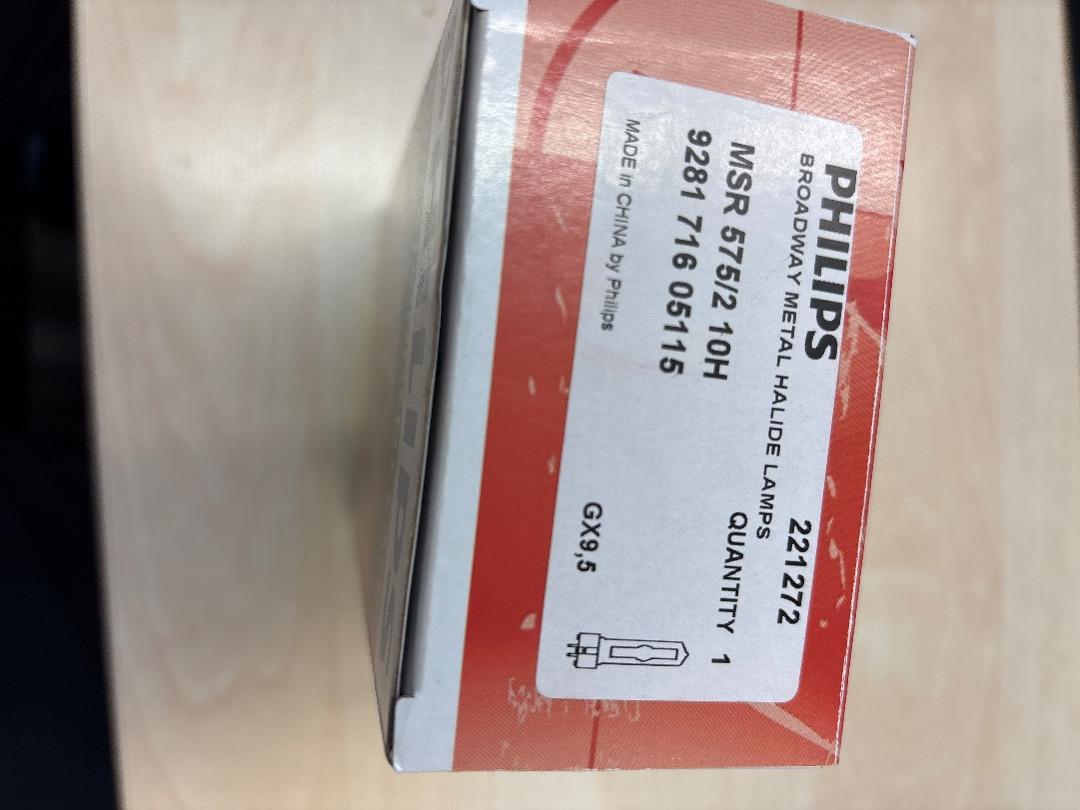 PHILIPS 221272
BROADWAY METAL HALIDE LAMPS
MSR 575/2 10H QUANTITY 1
9281 716 05115
MADE in CHINA by Philips GX9,5